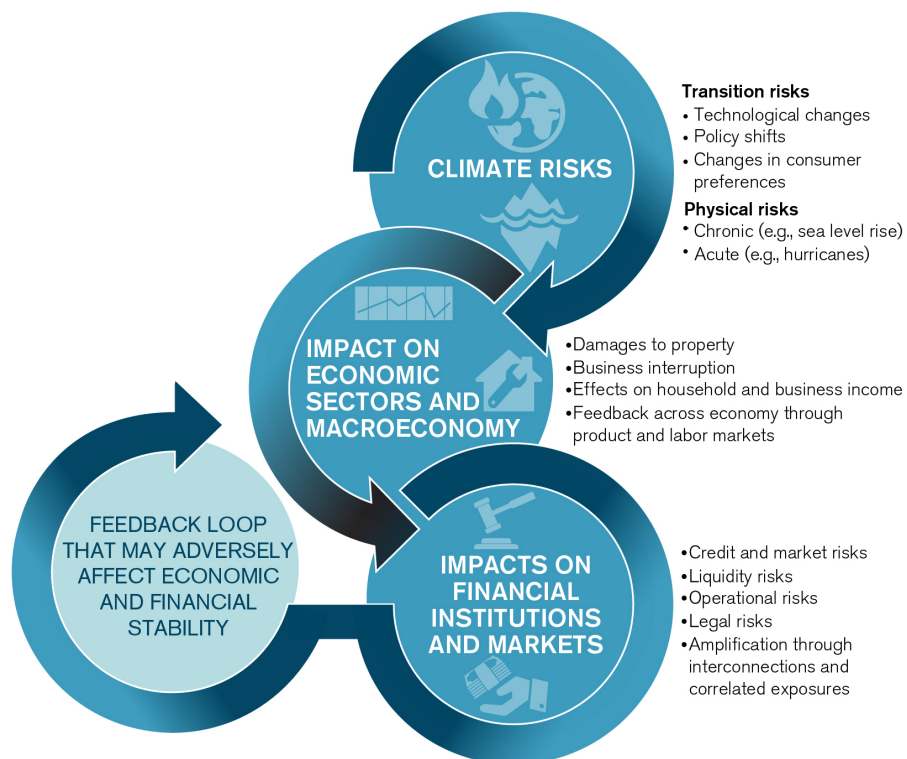 CLIMATE RISKS
Transition risks
• Technological changes
• Policy shifts
• Changes in consumer
preferences
Physical risks
• Chronic (e.g., sea level rise)
• Acute (e.g., hurricanes)
IMPACT ON
ECONOMIC
SECTORS AND
MACROECONOMY
•Damages to property
•Business interruption
•Effects on household and business income
•Feedback across economy through
product and labor markets
FEEDBACK LOOP
THAT MAY ADVERSELY
AFFECT ECONOMIC
AND FINANCIAL
STABILITY
IMPACTS ON
FINANCIAL
INSTITUTIONS
AND MARKETS
•Credit and market risks
•Liquidity risks
•Operational risks
•Legal risks
•Amplification through
interconnections and
correlated exposures